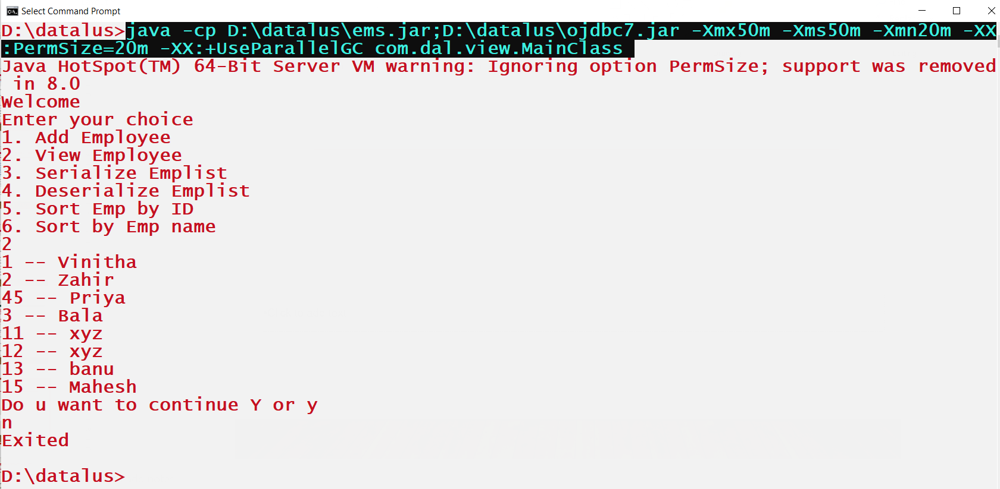 Select Command Prompt
D:\datalus>java -cp D:\datalus\ems.jar;D:\datalus\ojdbc7.jar -Xmx50m -Xms50m -Xmn20m -XX
:PermSize=20m -XX:+UseParallelGC com.dal.view.MainClass
Java HotSpot(TM) 64-Bit Server VM warning: Ignoring option PermSize; support was removed
 in 8.0
Welcome
Enter your choice
1. Add Employee
2. View Employee
3. Serialize Emplist
4. Deserialize Emplist
5. Sort Emp by ID
6. Sort by Emp name
2
1 -- Vinitha
2 -- Zahir
45 -- Priya
3 -- Bala
11 -- xyz
12 -- xyz
13 -- banu
15 -- Mahesh
Do u want to continue Y or y
n
Exited
D:\datalus>